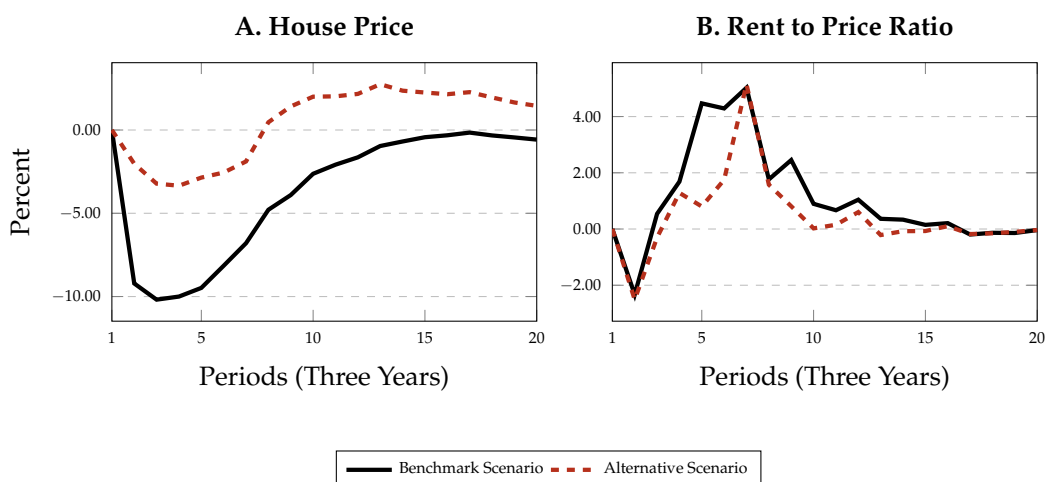 A. House Price
B. Rent to Price Ratio
Percent
0.00
−5.00
−10.00
1 5 10 15 20
Periods (Three Years)
4.00
2.00
0.00
−2.00
1 5 10 15 20
Periods (Three Years)
Benchmark Scenario Alternative Scenario